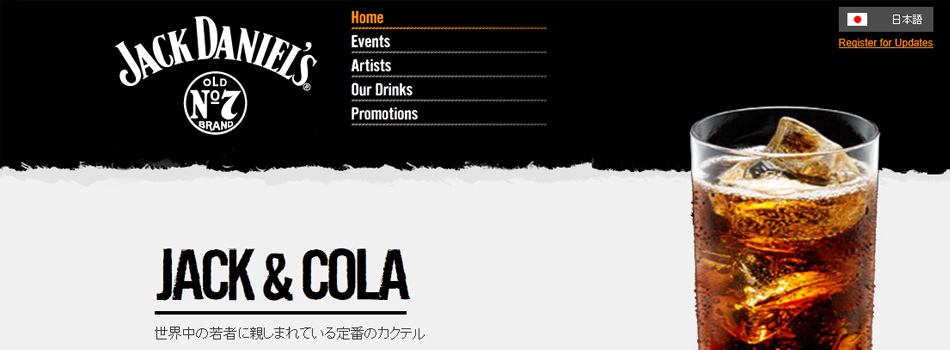 JACK DANIEL'S®
OLD
No7
BRAND
Home
Events
Artists
Our Drinks
Promotions
日本語
Register for Updates
JACK & COLA
世界中の若者に親しまれている定番のカクテル